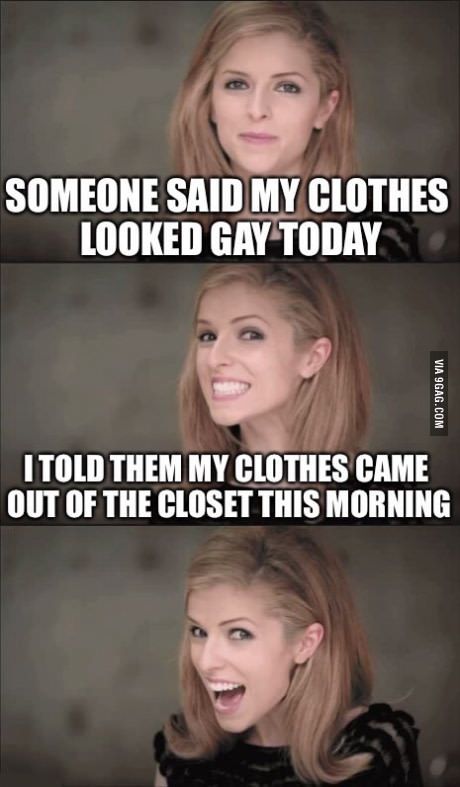 SOMEONE SAID MY CLOTHES
LOOKED GAY TODAY
VIA 9GAG.COM
I TOLD THEM MY CLOTHES CAME
OUT OF THE CLOSET THIS MORNING